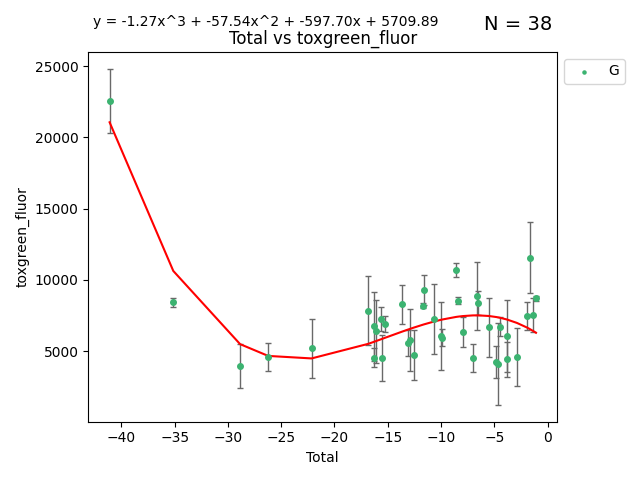 y = -1.27x^3 + -57.54x^2 + -597.70x + 5709.89
N = 38
Total vs toxgreen_fluor
G
25000
20000
15000
10000
5000
toxgreen_fluor
−40 −35 −30 −25 −20 −15 −10 −5 0
Total